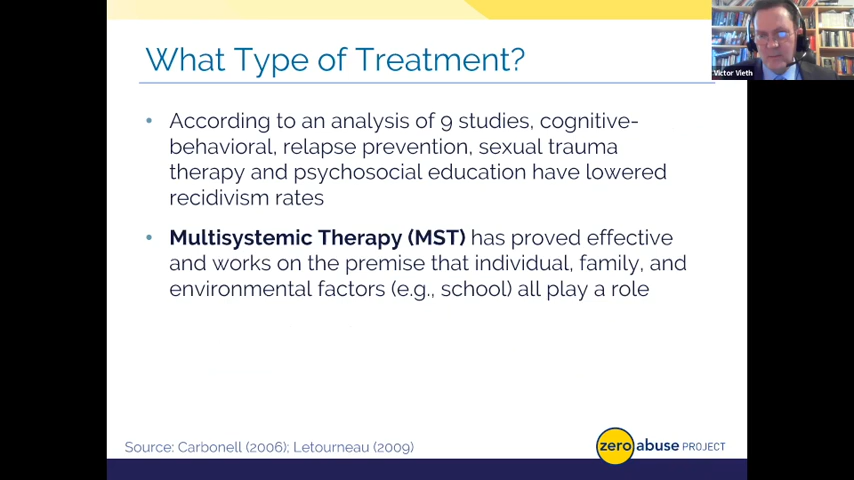 What Type of Treatment?
Victor Vieth
• According to an analysis of 9 studies, cognitive-
behavioral, relapse prevention, sexual trauma
therapy and psychosocial education have lowered
recidivism rates
• Multisystemic Therapy (MST) has proved effective
and works on the premise that individual, family, and
environmental factors (e.g., school) all play a role
Source: Carbonell (2006); Letourneau (2009)
zero abuse PROJECT